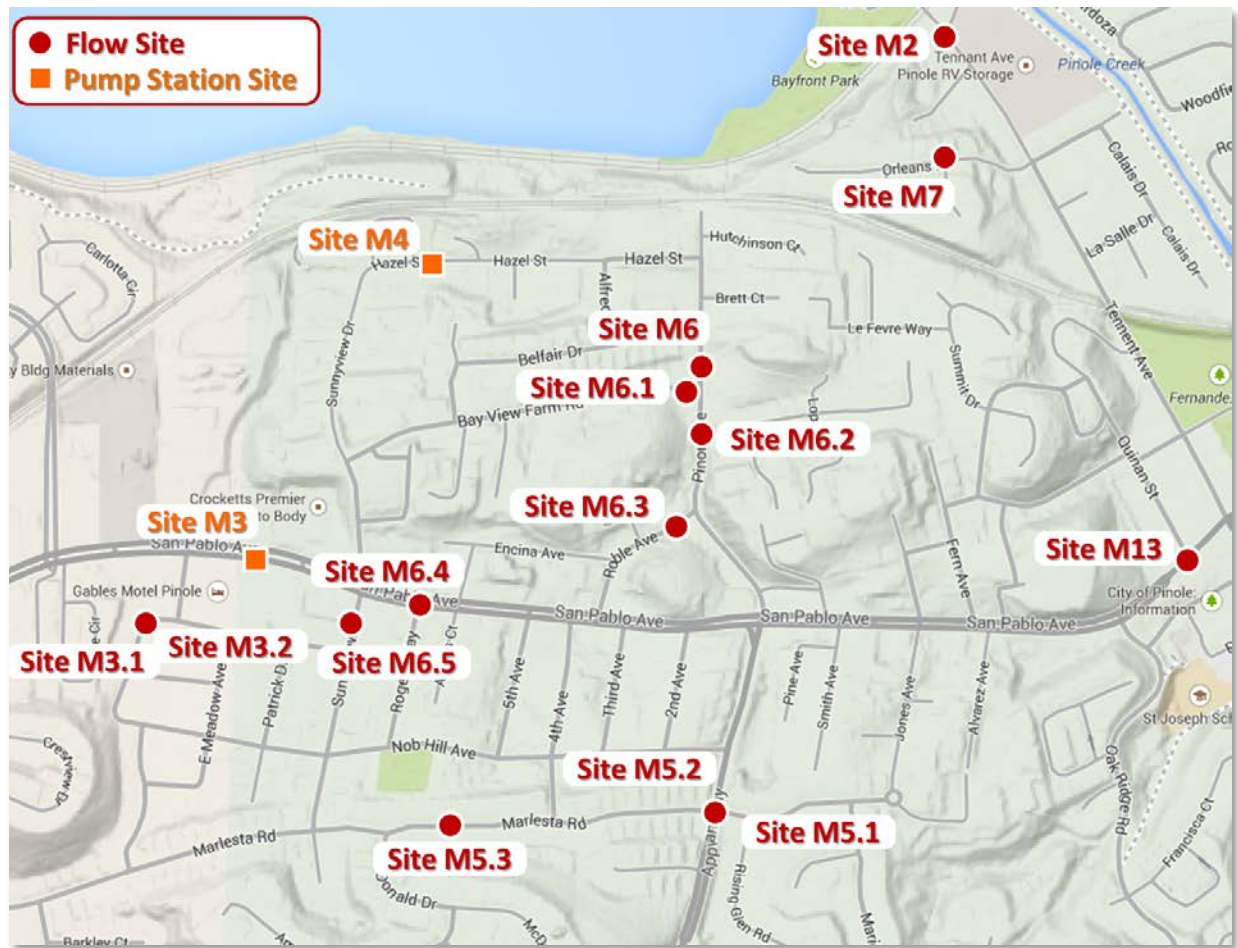 Flow Site
Pump Station Site
Site M2
Tennant Ave
Pinole RV Storage
Pinole Creek
Bayfront Park
Orleans
Site M7
Calais Dr
La Salle Dr
Calais Dr
Carlotta Cir
Site M4
Hazel St
Hazel St
Hutchinson Ct
Brett Ct
Le Fevre Way
Site M6
Belfair Dr
Site M6.1
Sunnyview Dr
Summit Dr
Tennent Ave
y Bldg Materials
Fernande
Bay View Farm
Site M6.2
Quinan St
Crocketts Premier
to Body
Site M3
San Pablo Av
Site M6.3
Encina Ave
Roble Ave
Fern Ave
Site M13
Gables Motel Pinole
Site M6.4
San Pablo Ave
San Pablo Ave
San Pablo Ave
City of Pinole:
Information
Site M3.1
Site M3.2
Site M6.5
E Meadow Ave
5th Ave
4th Ave
Third Ave
2nd Ave
Pine Ave
Smith Ave
Jones Ave
Alvarez Ave
St Joseph Sch
Nob Hill Ave
Crestview Dr
Site M5.2
Oak Ridge Rd
Marlesta Rd
Marlesta Rd
Site M5.1
Site M5.3
Francisca Ct
Rising Glen Rd
Barkley Ct